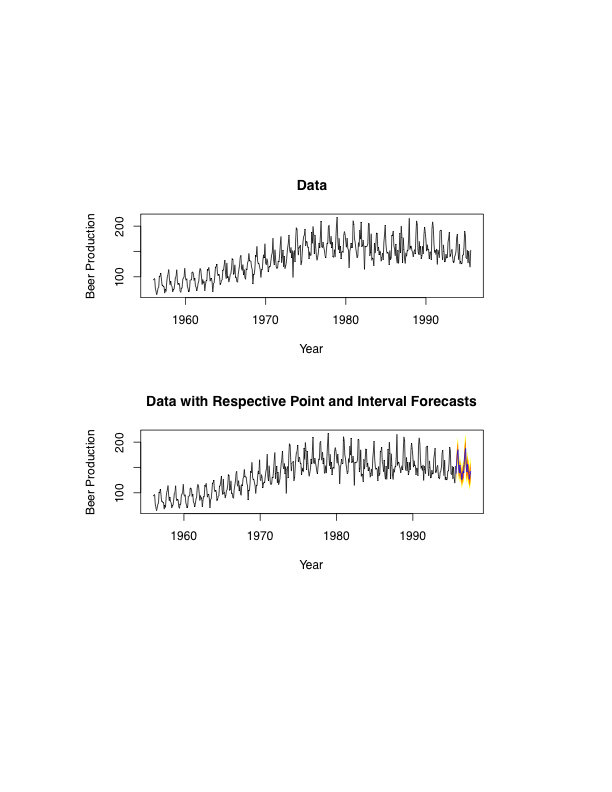 Data
Beer Production
200
100
1960 1970 1980 1990
Year
Data with Respective Point and Interval Forecasts
Beer Production
200
100
1960 1970 1980 1990
Year